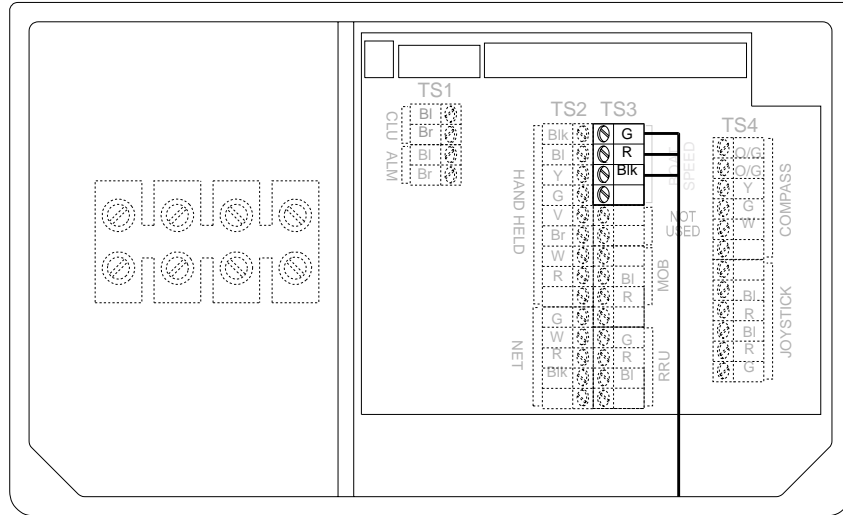 TS1
CLU
Bl
Br
ALM
Bl
Br
TS2
HAND HELD
Blk
Bl
Y
G
V
Br
W
R
NET
G
W
R
Blk
TS3
G
R
Blk
SPEED
NOT
USED
Bl
R
MOB
G
R
Bl
RRU
TS4
O/G
O/G
Y
G
W
COMPASS
Bl
R
Bl
R
G
JOYSTICK